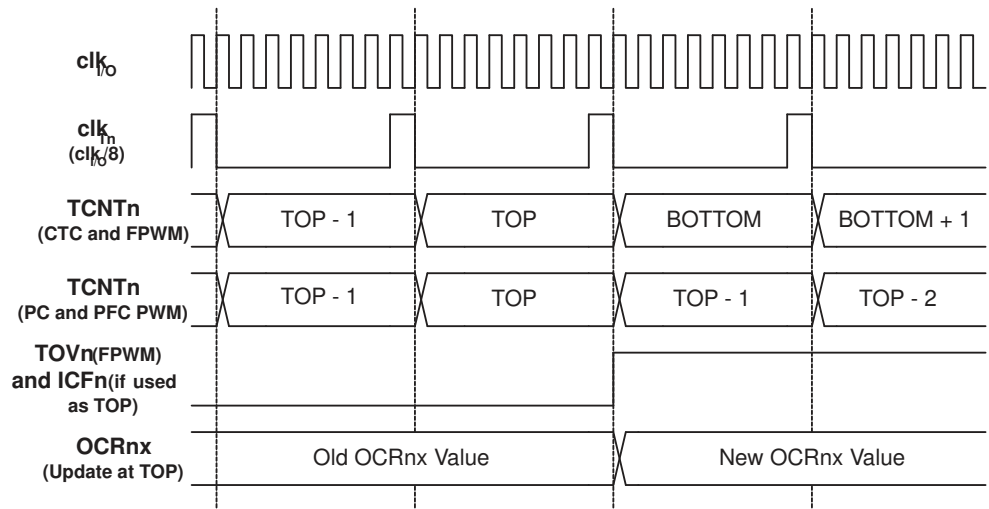 clkI/O
clkTn
(clkI/O/8)
TCNTn
(CTC and FPWM)
TOP - 1 TOP BOTTOM BOTTOM + 1
TCNTn
(PC and PFC PWM)
TOP - 1 TOP TOP - 1 TOP - 2
TOVn(FPWM)
and ICFn(if used
as TOP)
OCRnx
(Update at TOP)
Old OCRnx Value New OCRnx Value